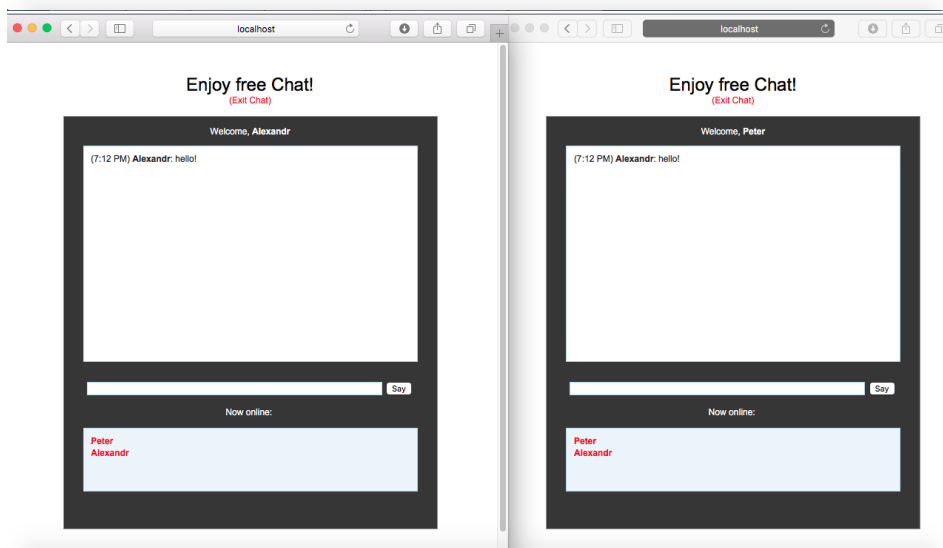 localhost
Enjoy free Chat!
(Exit Chat)
Welcome, Alexandr
(7:12 PM) Alexandr: hello!
Say
Now online:
Peter
Alexandr
localhost
Enjoy free Chat!
(Exit Chat)
Welcome, Peter
(7:12 PM) Alexandr: hello!
Say
Now online:
Peter
Alexandr